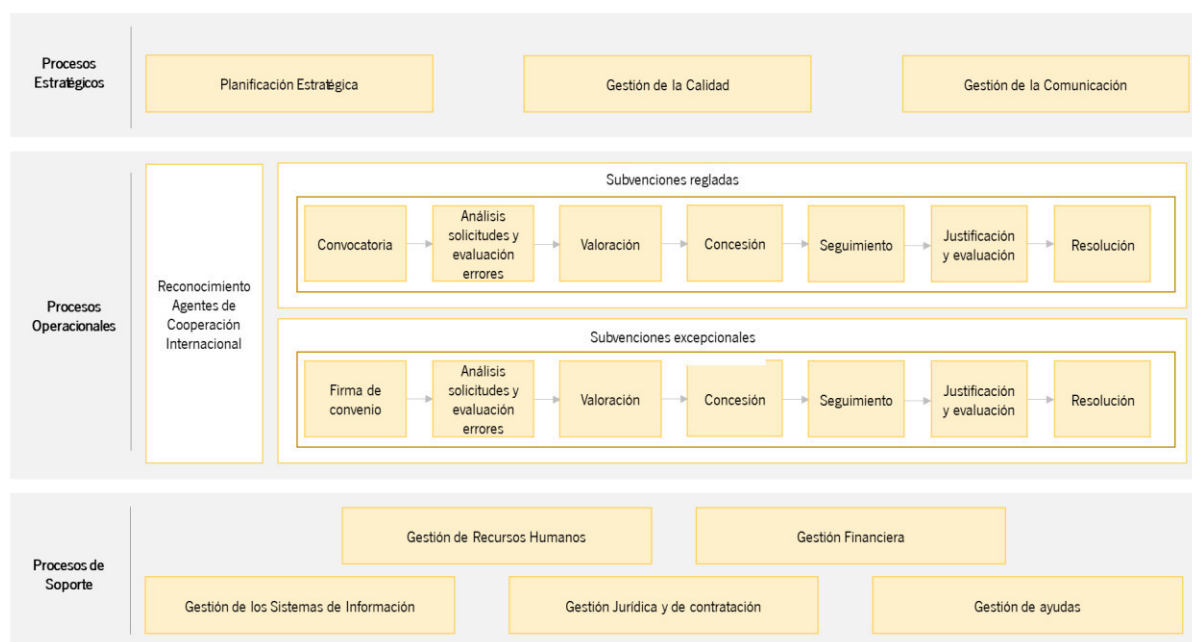 Procesos
Estratégicos
Planificación Estratégica
Gestión de la Calidad
Gestión de la Comunicación
Procesos
Operacionales
Reconocimiento
Agentes de
Cooperación
Internacional
Subvenciones regladas
Convocatoria
Análisis
solicitudes y
evaluación
errores
Valoración
Concesión
Seguimiento
Justificación
y evaluación
Resolución
Subvenciones excepcionales
Firma de
convenio
Análisis
solicitudes y
evaluación
errores
Valoración
Concesión
Seguimiento
Justificación
y evaluación
Resolución
Procesos de
Soporte
Gestión de Recursos Humanos
Gestión Financiera
Gestión de los Sistemas de Información
Gestión Jurídica y de contratación
Gestión de ayudas